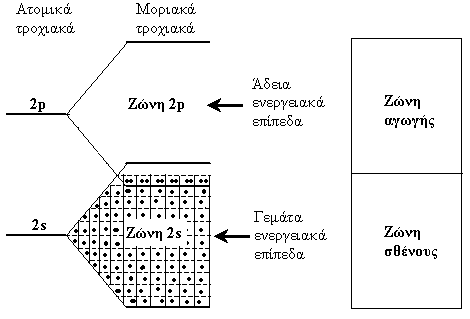 Ατομικά
τροχιακά
Μοριακά
τροχιακά
2p
Ζώνη 2p
Άδεια
ενεργειακά
επίπεδα
Ζώνη
αγωγής
2s
Ζώνη 2s
Γεμάτα
ενεργειακά
επίπεδα
Ζώνη
σθένους